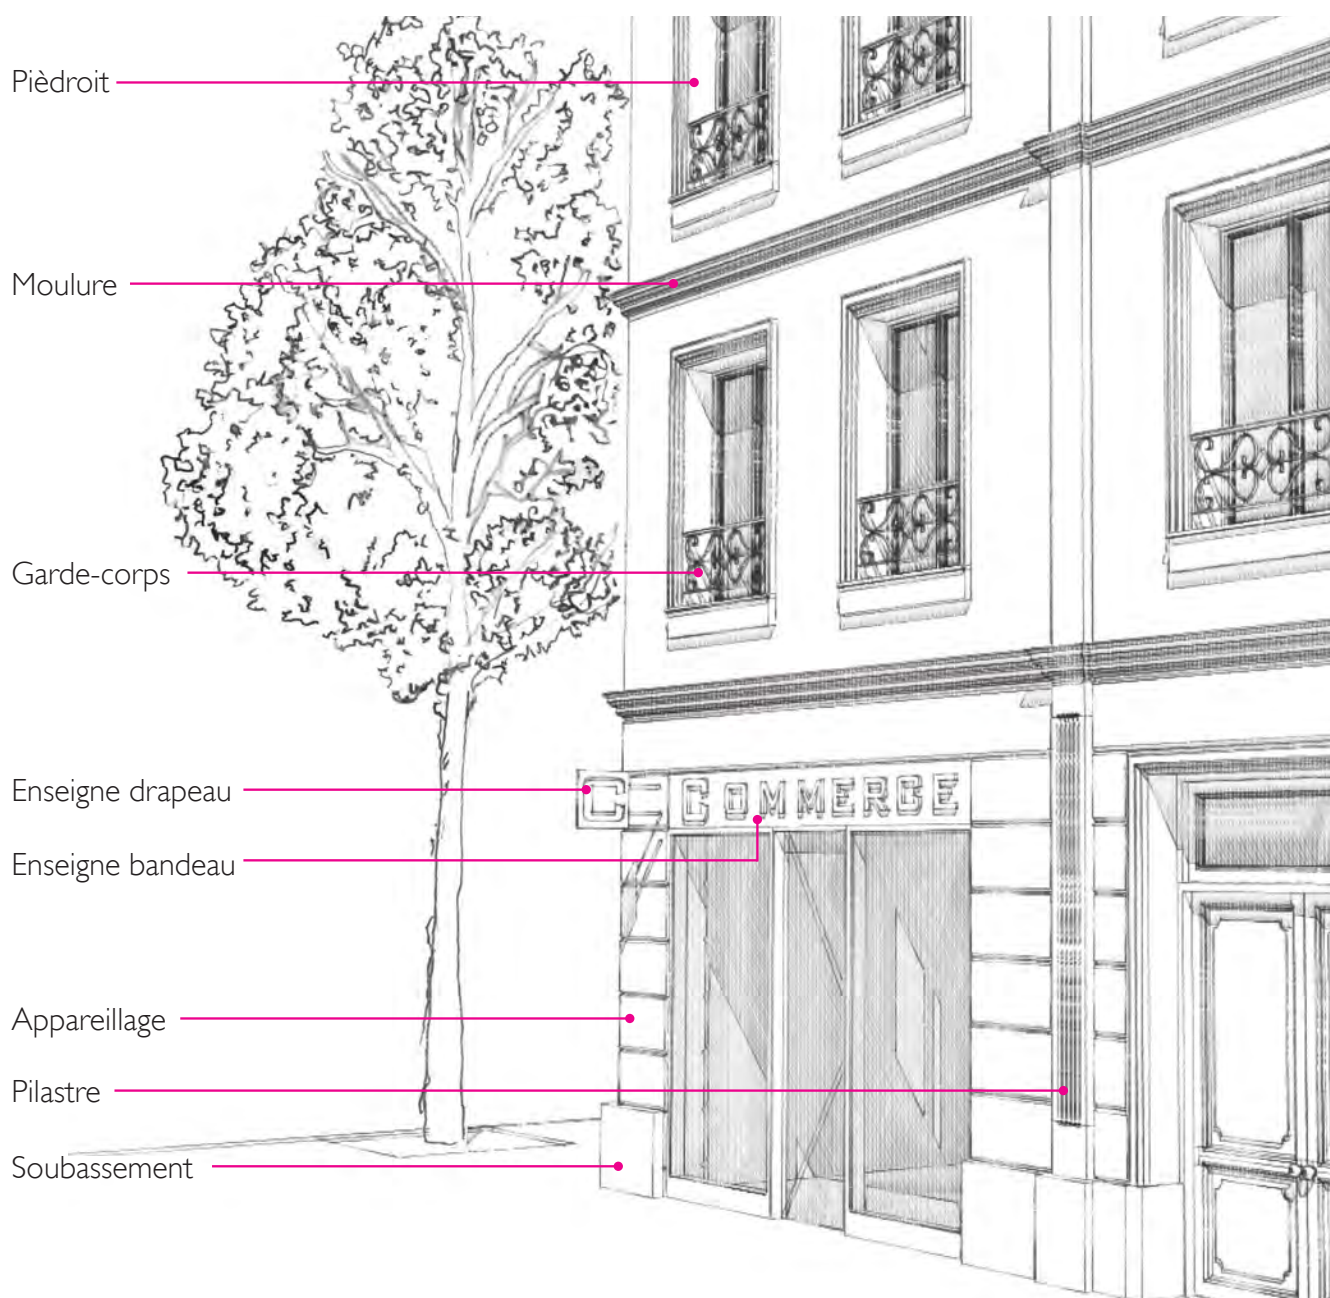 Pièdroit
Moulure
Garde-corps
Enseigne drapeau
C
COMMERCE
Enseigne bandeau
Appareillage
Pilastre
Soubassement